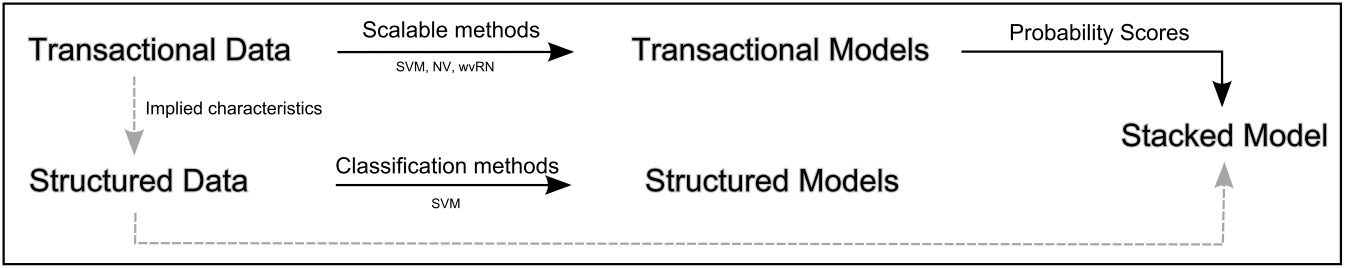 Transactional Data
Scalable methods
SVM, NV, wvRN
Transactional Models
Probability Scores
Implied characteristics
Stacked Model
Structured Data
Classification methods
SVM
Structured Models